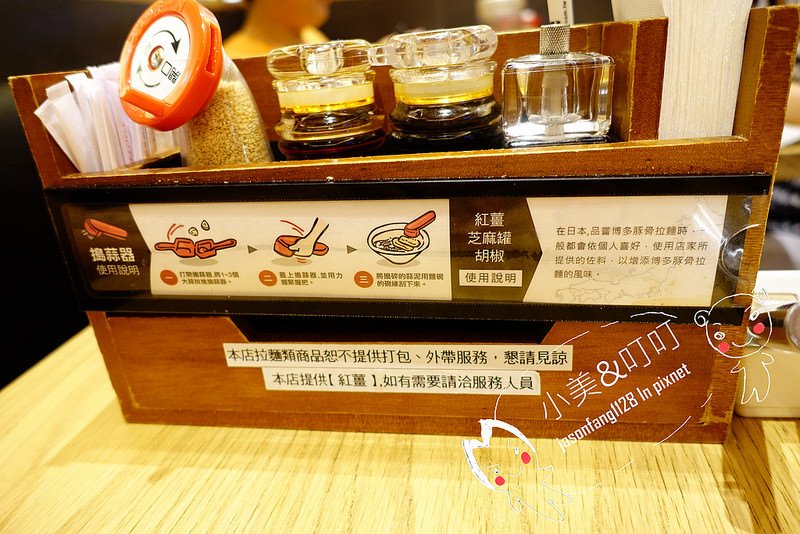 搗蒜器
使用說明
一
打開搗蒜器,將1~3個
大蒜放進搗蒜器。
二
蓋上搗蒜器,並用力
握緊握把。
三
將搗碎的蒜泥用麵碗
的碗緣刮下來。
紅薑
芝麻罐
胡椒
使用說明
在日本,品嘗博多豚骨拉麵時,一
般都會依個人喜好,使用店家所
提供的佐料,以增添博多豚骨拉
麵的風味。
本店拉麵類商品恕不提供打包、外帶服務,懇請見諒
本店提供【紅薑】,如有需要請洽服務人員
小美&叮叮
jasonfang1128 In pixnet